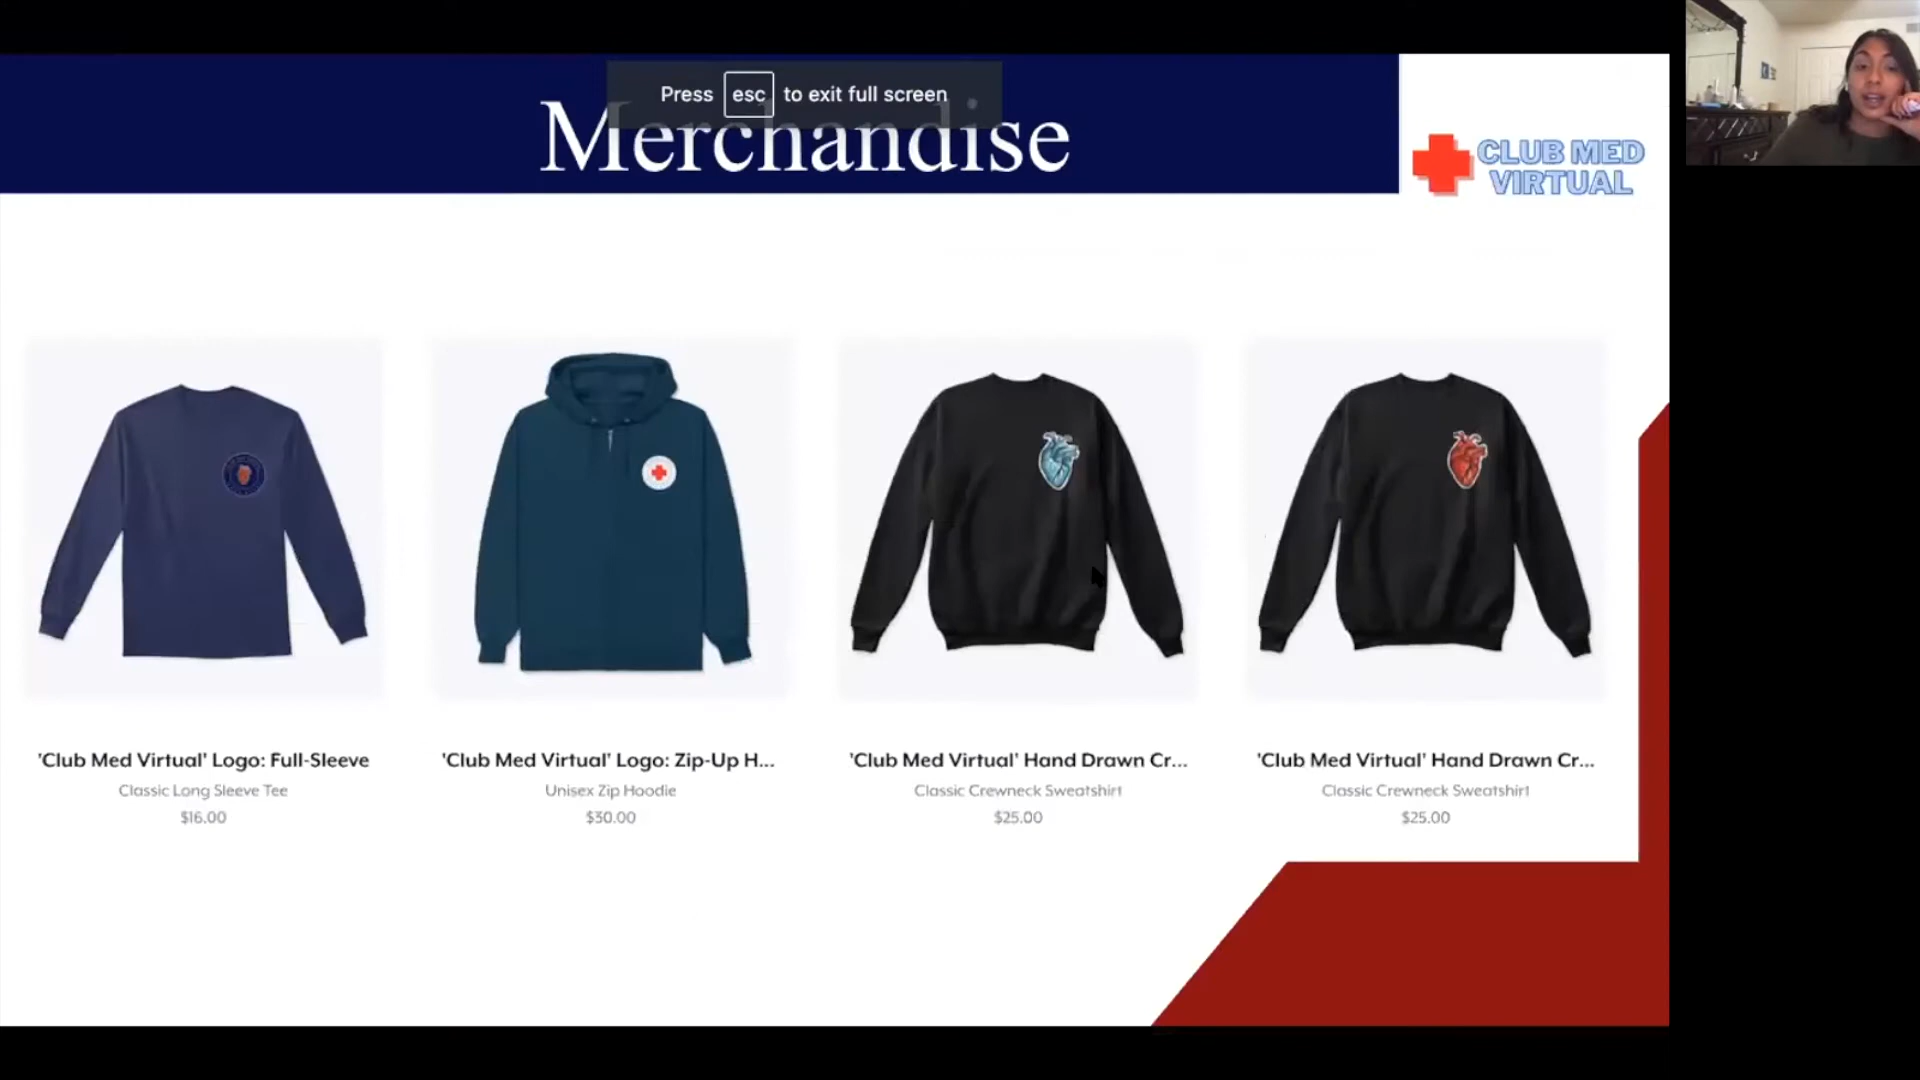 Press esc to exit full screen
Merchandise
CLUB MED
VIRTUAL
'Club Med Virtual' Logo: Full-Sleeve
Classic Long Sleeve Tee
$16.00
'Club Med Virtual' Logo: Zip-Up H...
Unisex Zip Hoodie
$30.00
'Club Med Virtual' Hand Drawn Cr...
Classic Crewneck Sweatshirt
$25.00
'Club Med Virtual' Hand Drawn Cr...
Classic Crewneck Sweatshirt
$25.00